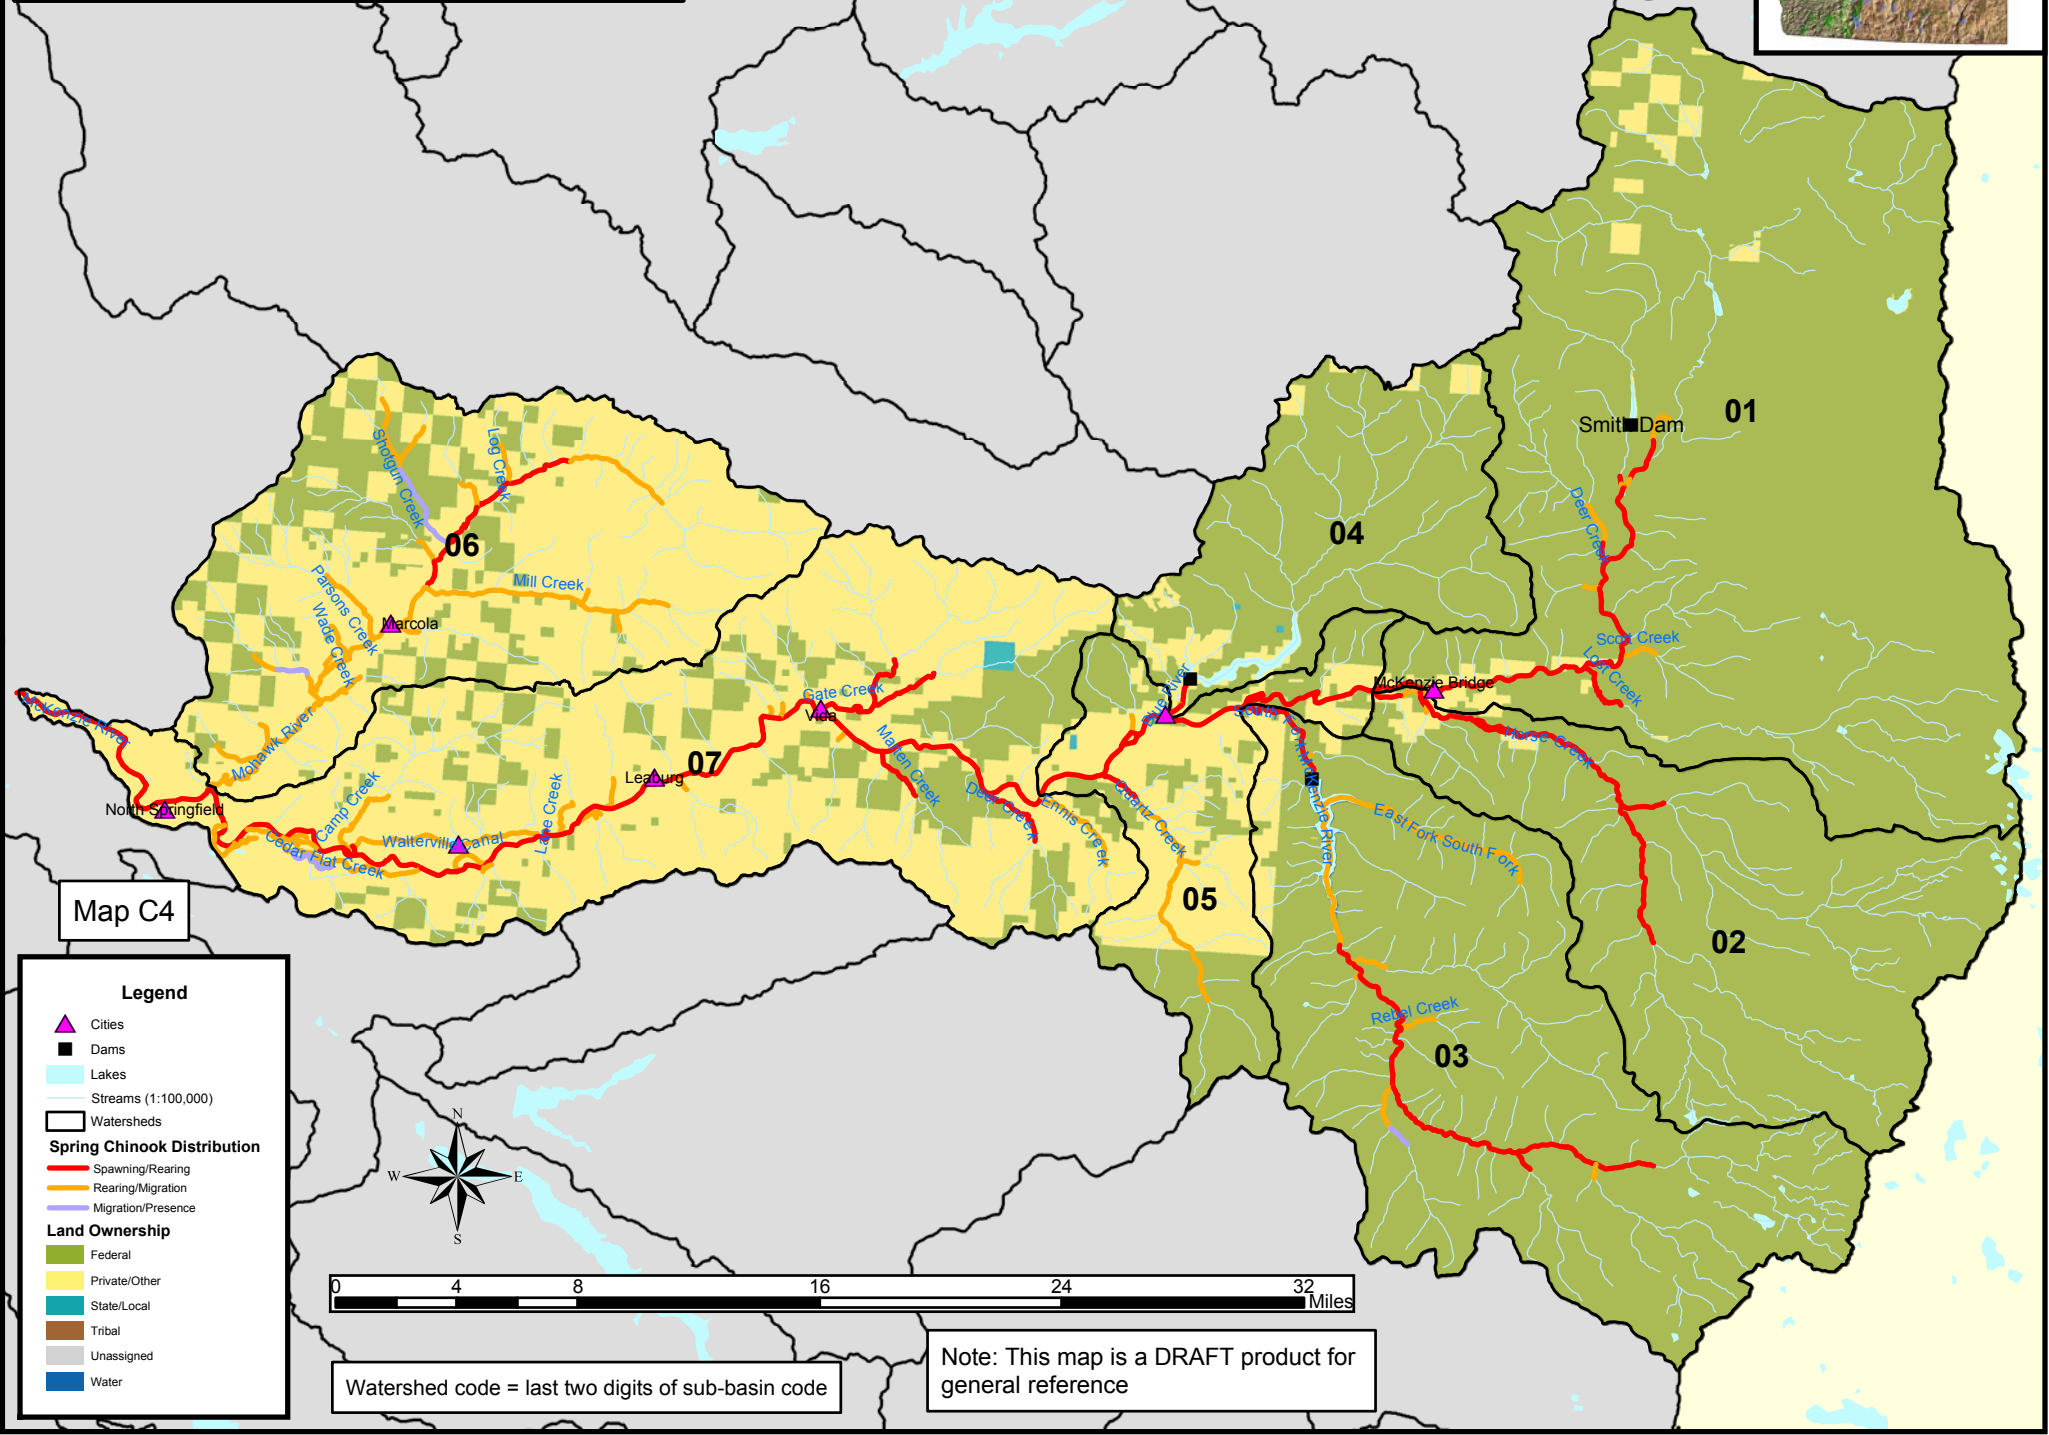 01
Smith Dam
Deer Creek
04
Scott Creek
Lost Creek
McKenzie Bridge
Horse Creek
02
Shotgun Creek
Log Creek
06
Mill Creek
Parsons Creek
Wade Creek
Marcola
Mohawk River
McKenzie River
North Springfield
Camp Creek
Cedar Flat Creek
Walterville Canal
Lane Creek
Leaburg
07
Gate Creek
Vida
Marten Creek
Deer Creek
Ennis Creek
Quartz Creek
Blue River
05
South Fork McKenzie River
East Fork South Fork
Rebel Creek
03
Map C4
Legend
Cities
Dams
Lakes
Streams (1:100,000)
Watersheds
Spring Chinook Distribution
Spawning/Rearing
Rearing/Migration
Migration/Presence
Land Ownership
Federal
Private/Other
State/Local
Tribal
Unassigned
Water
N
W E
S
0 4 8 16 24 32
Miles
Watershed code = last two digits of sub-basin code
Note: This map is a DRAFT product for
general reference